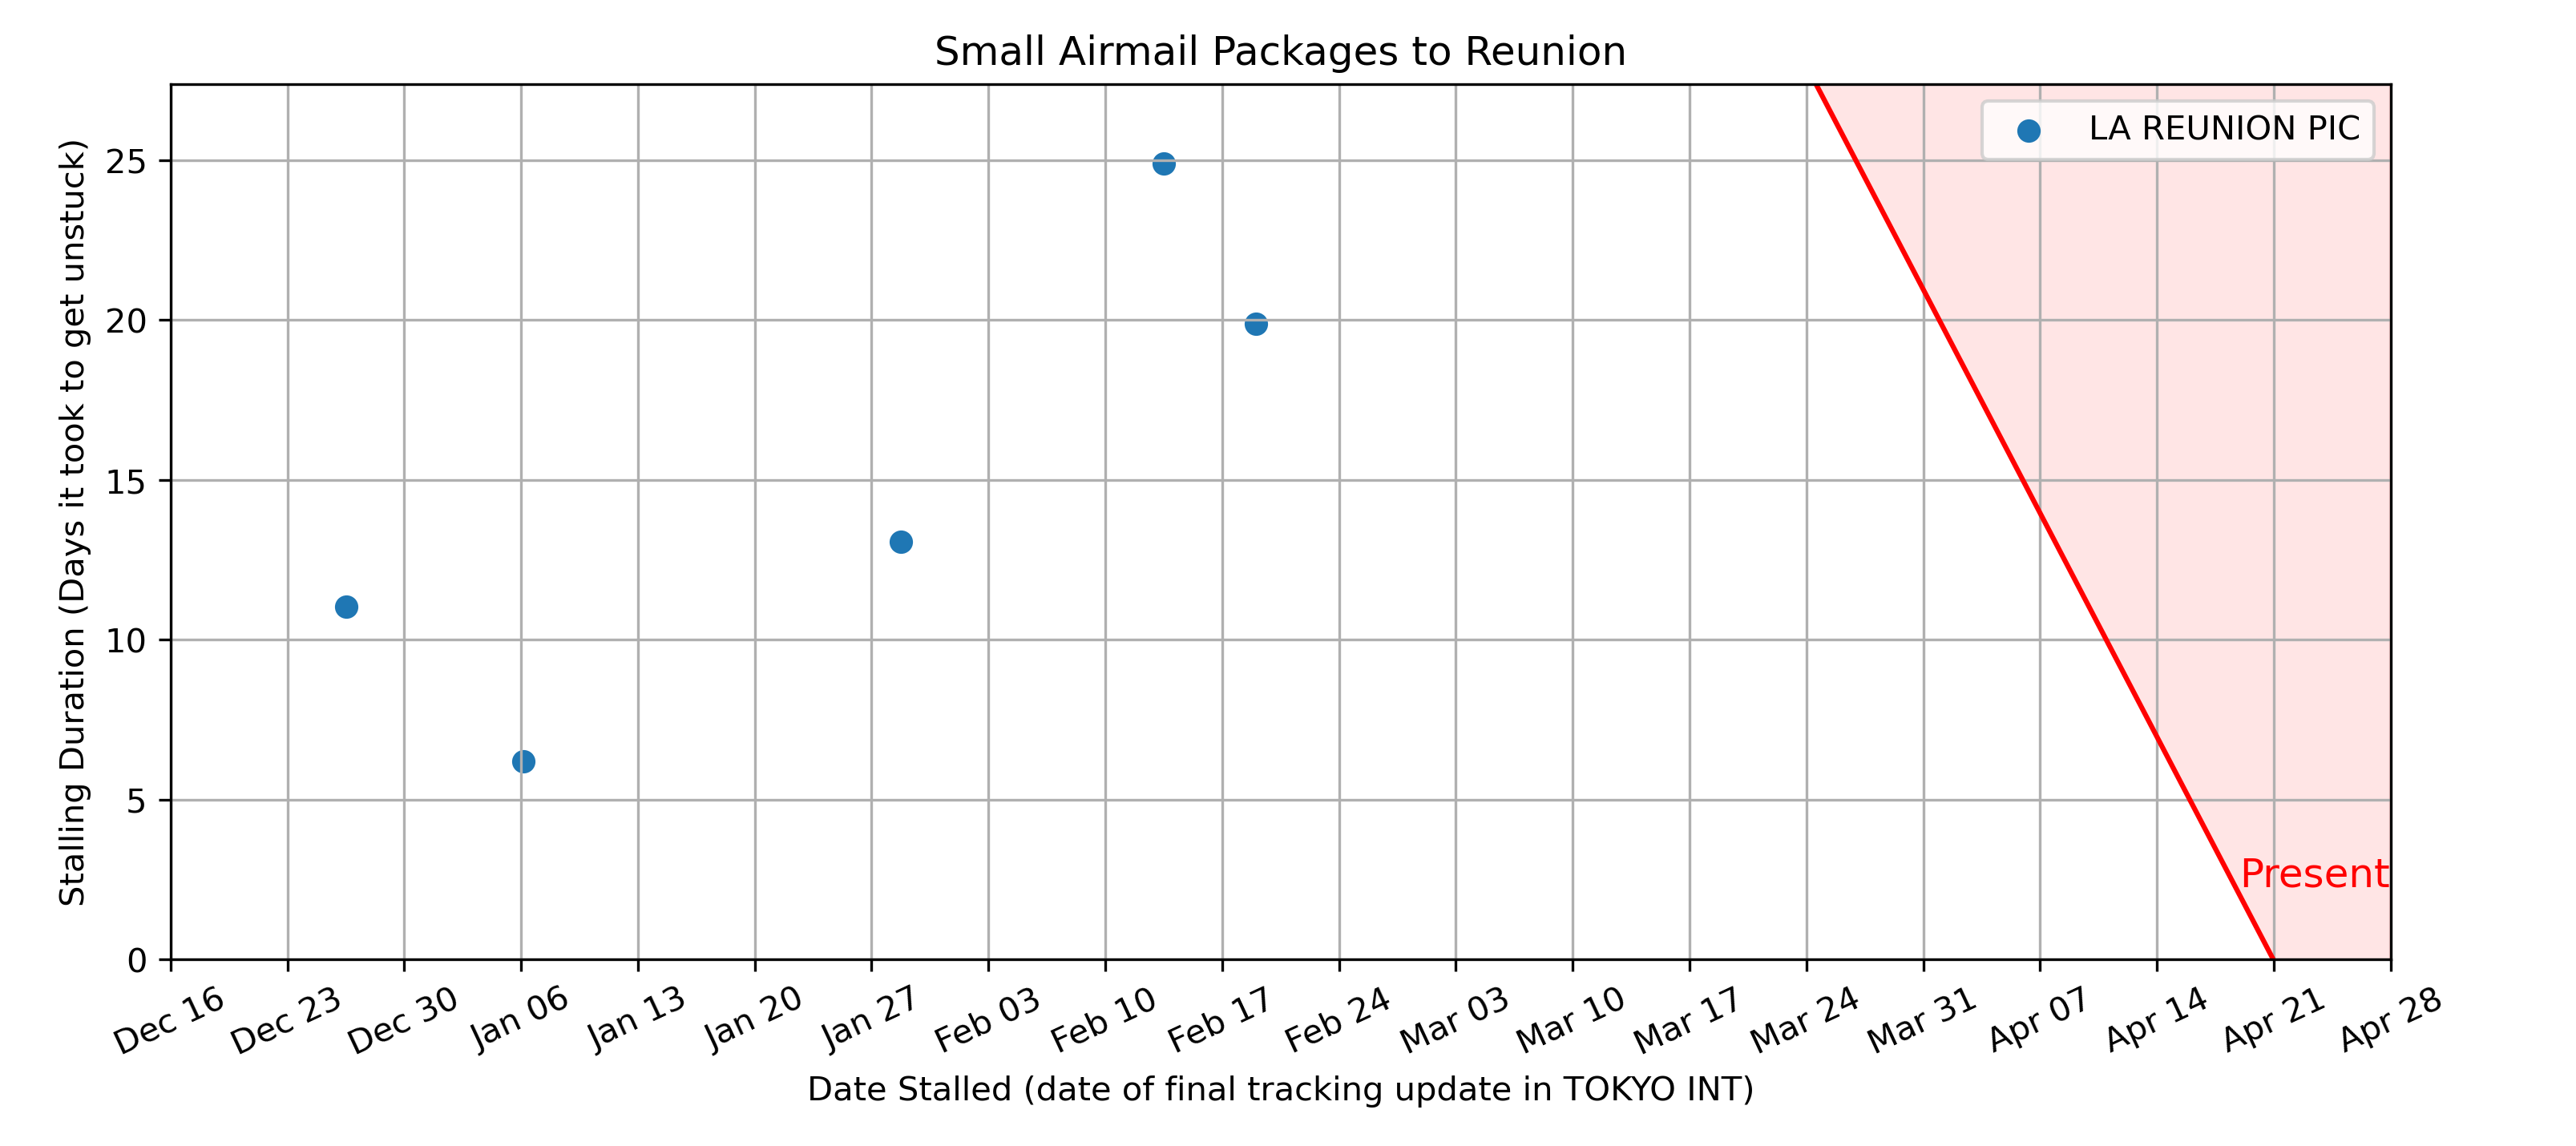 Small Airmail Packages to Reunion
LA REUNION PIC
Stalling Duration (Days it took to get unstuck)
25
20
15
10
5
0
Present
Dec 16
Dec 23
Dec 30
Jan 06
Jan 13
Jan 20
Jan 27
Feb 03
Feb 10
Feb 17
Feb 24
Mar 03
Mar 10
Mar 17
Mar 24
Mar 31
Apr 07
Apr 14
Apr 21
Apr 28
Date Stalled (date of final tracking update in TOKYO INT)